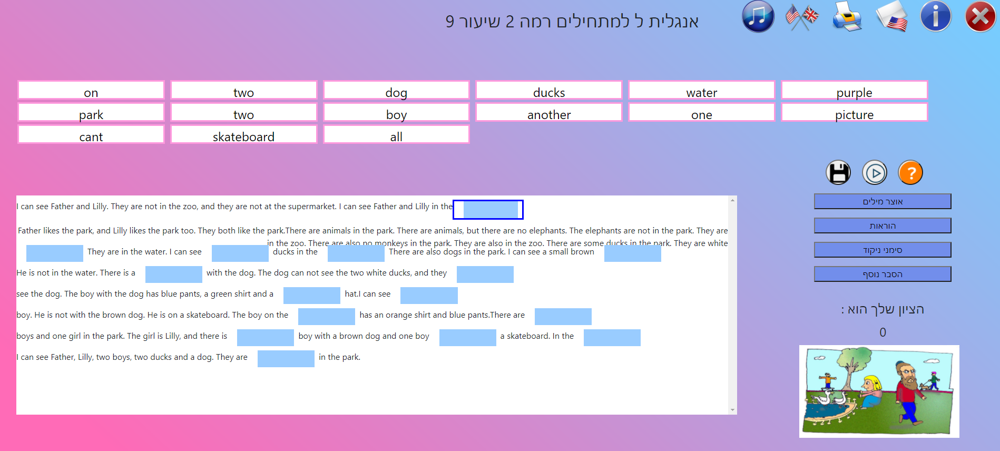 אנגלית ל למתחילים רמה 2 שיעור 9
on two dog ducks water purple
park two boy another one picture
cant skateboard all
אוצר מילים
הוראות
סימני ניקוד
הסבר נוסף
הציון שלך הוא :
0
I can see Father and Lilly. They are not in the zoo, and they are not at the supermarket. I can see Father and Lilly in the
Father likes the park, and Lilly likes the park too. They both like the park.There are animals in the park. There are animals, but there are no elephants. The elephants are not in the park. They are
in the zoo. There are also no monkeys in the park. They are also in the zoo. There are some ducks in the park. They are white
They are in the water. I can see ducks in the There are also dogs in the park. I can see a small brown
He is not in the water. There is a with the dog. The dog can not see the two white ducks, and they
see the dog. The boy with the dog has blue pants, a green shirt and a hat.I can see
boy. He is not with the brown dog. He is on a skateboard. The boy on the has an orange shirt and blue pants.There are
boys and one girl in the park. The girl is Lilly, and there is boy with a brown dog and one boy a skateboard. In the
I can see Father, Lilly, two boys, two ducks and a dog. They are in the park.